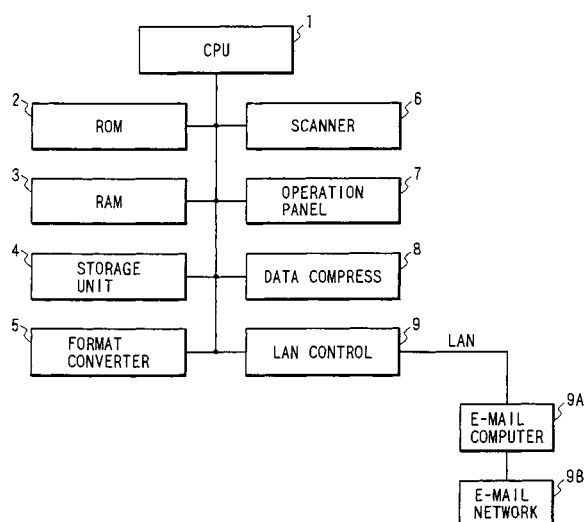 1
CPU
2
ROM
6
SCANNER
3
RAM
7
OPERATION
PANEL
4
STORAGE
UNIT
8
DATA COMPRESS
5
FORMAT
CONVERTER
9
LAN CONTROL
LAN
9A
E-MAIL
COMPUTER
9B
E-MAIL
NETWORK